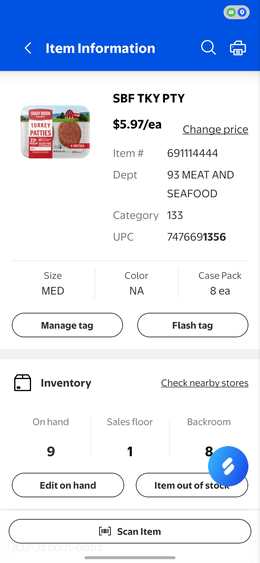 Item Information
SBF TKY PTY
$5.97/ea
Change price
Item # 691114444
Dept 93 MEAT AND SEAFOOD
Category 133
UPC 7476691356
TURKEY
PATTIES
Size Color Case Pack
MED NA 8 ea
Manage tag Flash tag
Inventory Check nearby stores
On hand Sales floor Backroom
9 1 8
Edit on hand Item out of stock
Scan Item